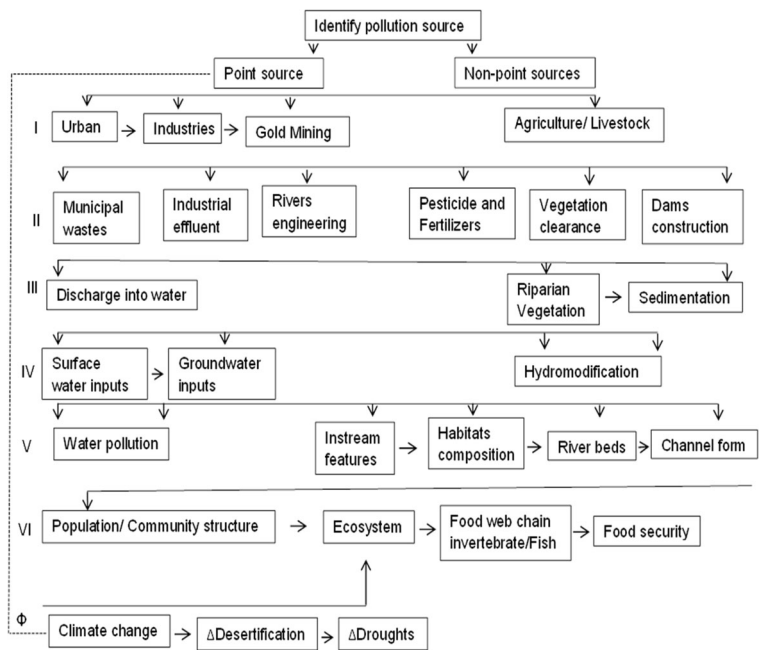 Identify pollution source
Point source
Non-point sources
I
Urban
Industries
Gold Mining
Agriculture/ Livestock
II
Municipal
wastes
Industrial
effluent
Rivers
engineering
Pesticide and
Fertilizers
Vegetation
clearance
Dams
construction
III
Discharge into water
Riparian
Vegetation
Sedimentation
IV
Surface
water inputs
Groundwater
inputs
Hydromodification
V
Water pollution
Instream
features
Habitats
composition
River beds
Channel form
VI
Population/ Community structure
Ecosystem
Food web chain
invertebrate/Fish
Food security
Φ
Climate change
ΔDesertification
ΔDroughts